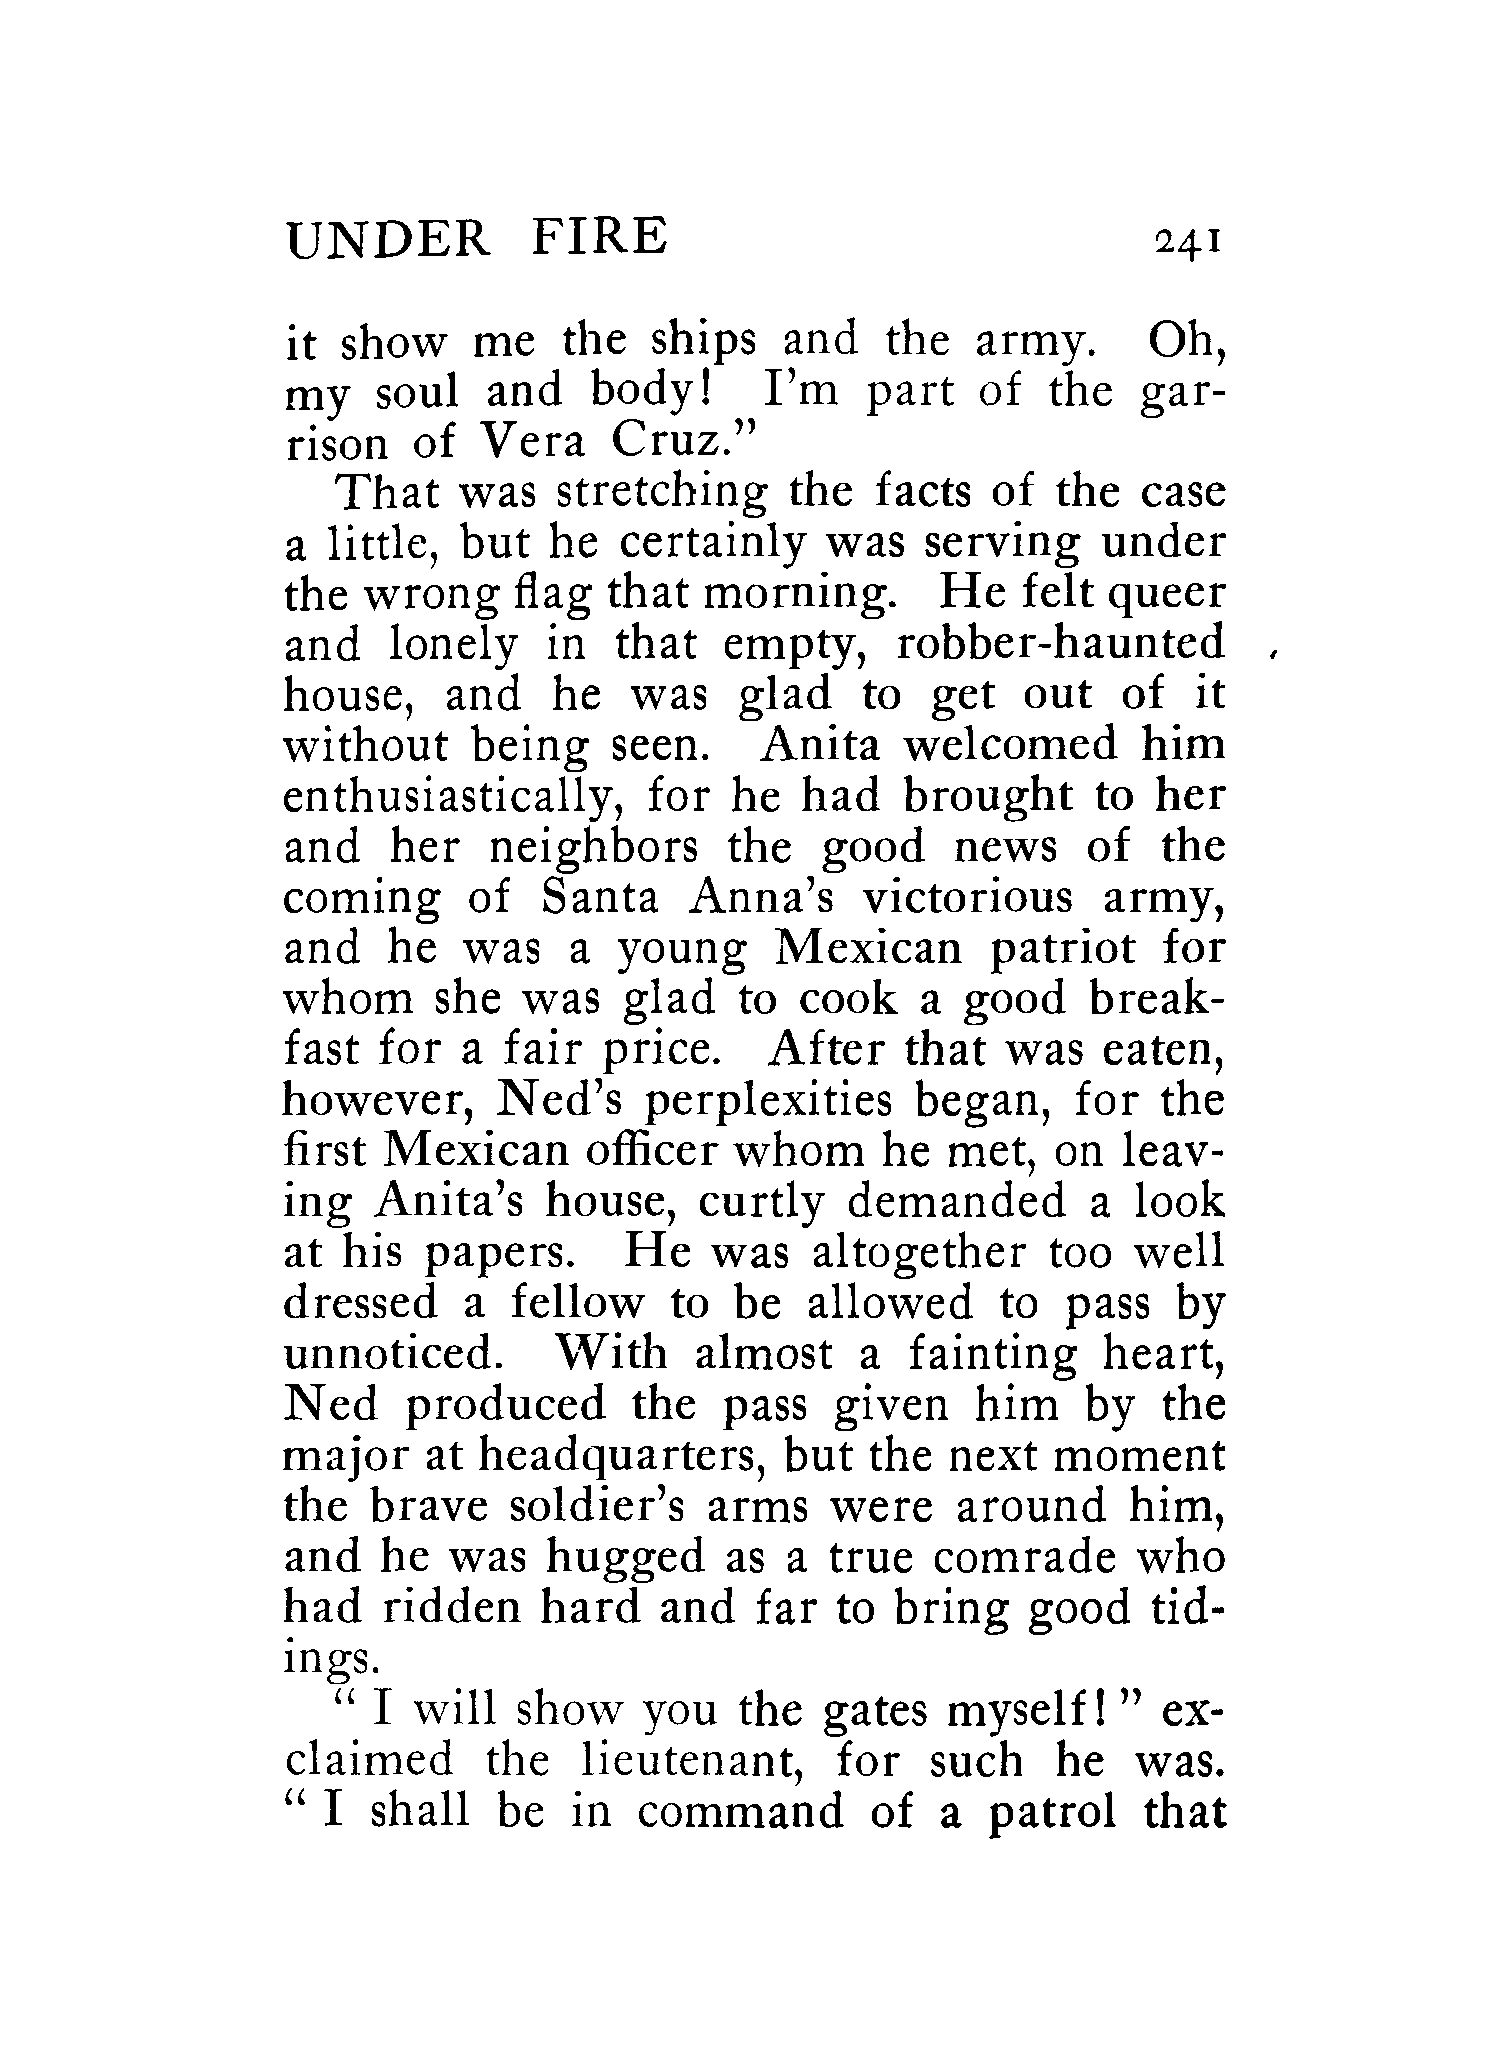 UNDER FIRE 241
it show me the ships and the army. Oh,
my soul and body! I'm part of the gar-
rison of Vera Cruz."
That was stretching the facts of the case
a little, but he certainly was serving under
the wrong flag that morning. He felt queer
and lonely in that empty, robber-haunted
house, and he was glad to get out of it
without being seen. Anita welcomed him
enthusiastically, for he had brought to her
and her neighbors the good news of the
coming of Santa Anna's victorious army,
and he was a young Mexican patriot for
whom she was glad to cook a good break-
fast for a fair price. After that was eaten,
however, Ned's perplexities began, for the
first Mexican officer whom he met, on leav-
ing Anita's house, curtly demanded a look
at his papers. He was altogether too well
dressed a fellow to be allowed to pass by
unnoticed. With almost a fainting heart,
Ned produced the pass given him by the
major at headquarters, but the next moment
the brave soldier's arms were around him,
and he was hugged as a true comrade who
had ridden hard and far to bring good tid-
ings.
"I will show you the gates myself!" ex-
claimed the lieutenant, for such he was.
"I shall be in command of a patrol that